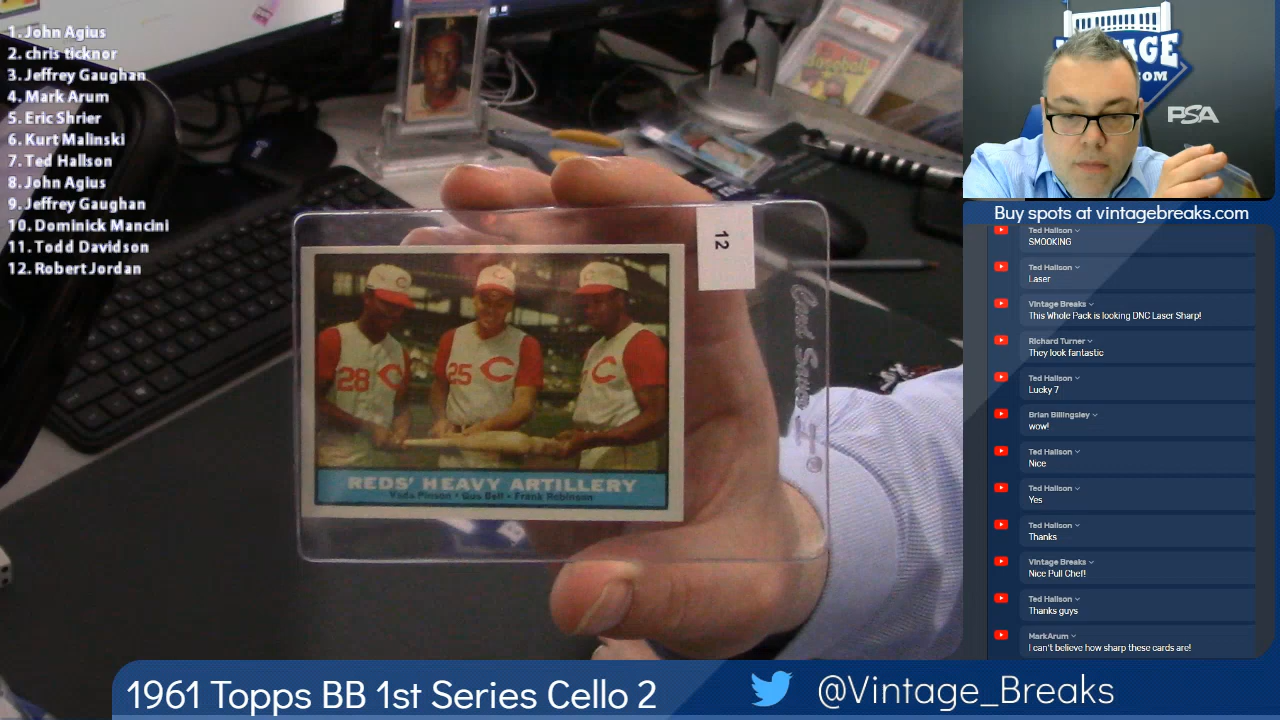 1. John Agius
2. chris ticknor
3. Jeffrey Gaughan
4. Mark Arum
5. Eric Shrier
6. Kurt Malinski
7. Ted Hallson
8. John Agius
9. Jeffrey Gaughan
10. Dominick Mancini
11. Todd Davidson
12. Robert Jordan
Baseball
12
Card Saver
28
25
REDS' HEAVY ARTILLERY
Vada Pinson • Gus Bell • Frank Robinson
AGE
.COM
PSA
Buy spots at vintagebreaks.com
Ted Hallson
SMOOKING
Ted Hallson
Laser
Vintage Breaks
This Whole Pack is looking DNC Laser Sharp!
Richard Turner
They look fantastic
Ted Hallson
Lucky 7
Brian Billingsley
wow!
Ted Hallson
Nice
Ted Hallson
Yes
Ted Hallson
Thanks
Vintage Breaks
Nice Pull Chef!
Ted Hallson
Thanks guys
MarkArum
I can't believe how sharp these cards are!
1961 Topps BB 1st Series Cello 2
@Vintage_Breaks